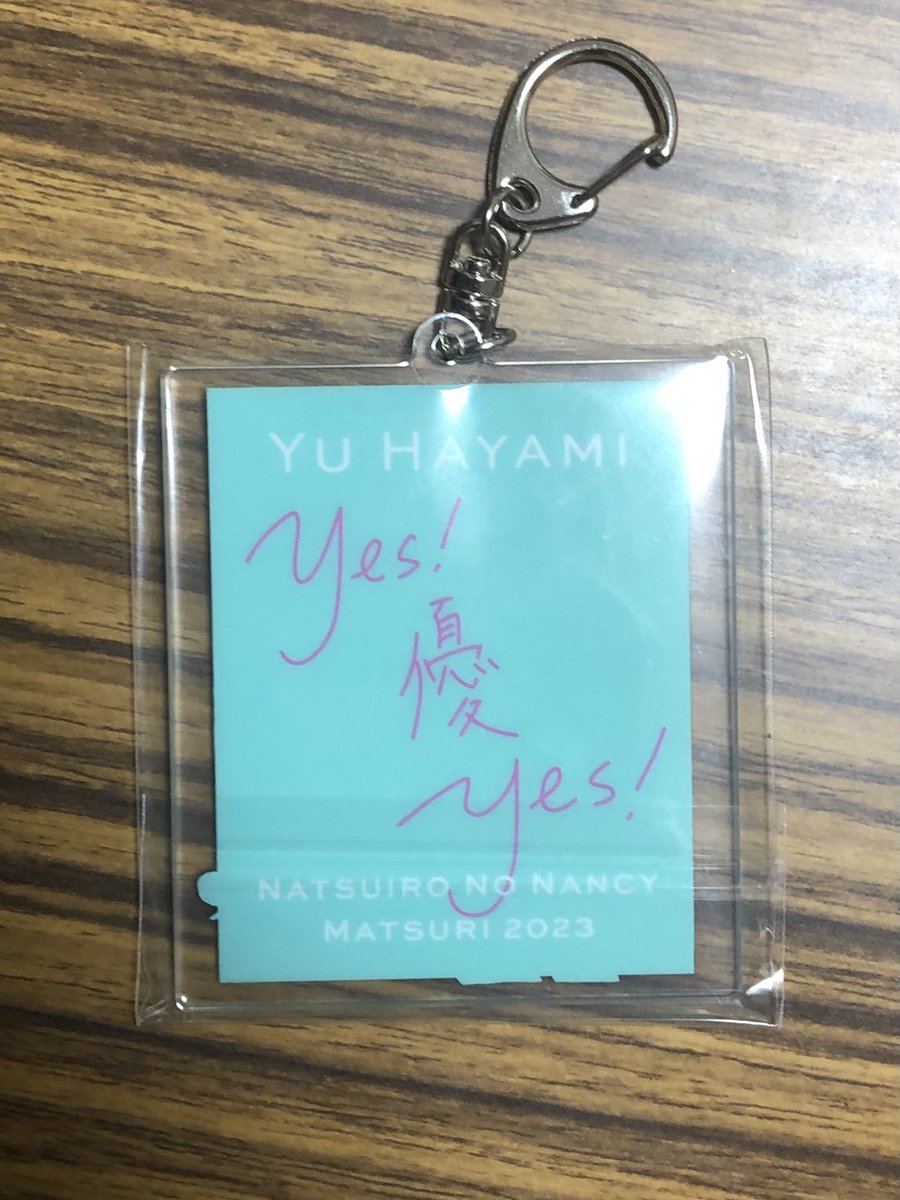 YU HAYAMI
Yes!
優
Yes!
NATSUIRO NO NANCY
MATSURI 2023